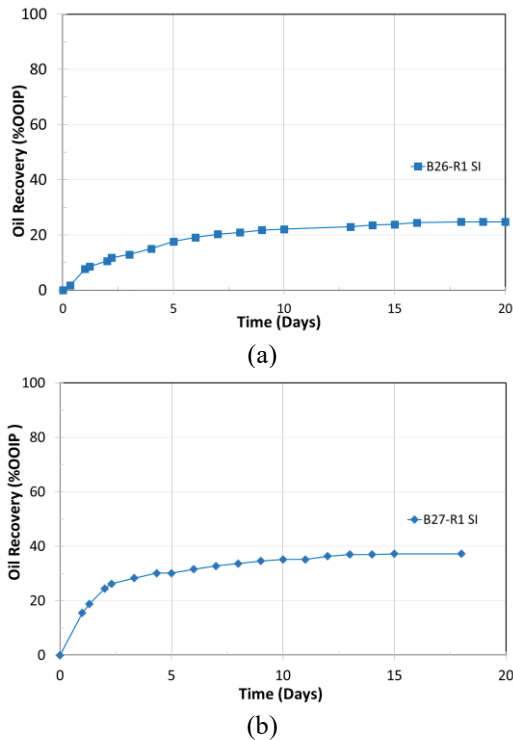 100
80
60
40
20
0
Oil Recovery (%OOIP)
B26-R1 SI
0 5 10 15 20
Time (Days)
(a)
100
80
60
40
20
0
Oil Recovery (%OOIP )
B27-R1 SI
0 5 10 15 20
Time (Days)
(b)